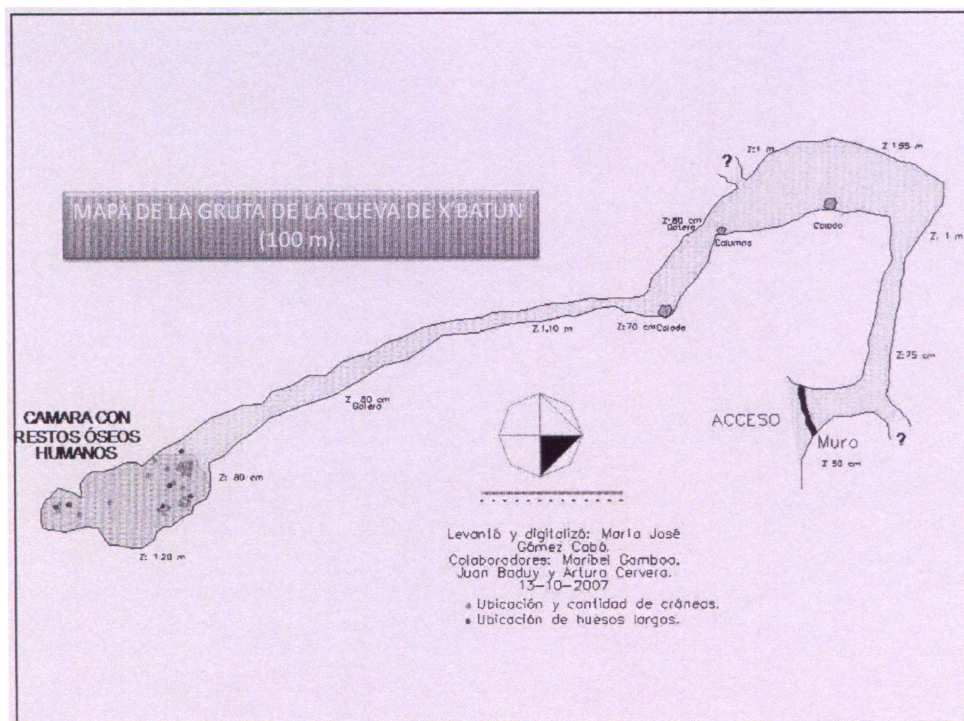 MAPA DE LA GRUTA DE LA CUEVA DE X'BATUN
(100 m).
Z:1 m
Z 1.55 m
?
Z:80 cm
Gotera
Columna
Colada
Z: 1 m
Z:70 cm Colada
Z:1.10 m
Z:75 cm
Z 80 cm
Gotera
CAMARA CON
RESTOS ÓSEOS
HUMANOS
ACCESO
Muro
?
Z 50 cm
Z: 80 cm
Z: 1.20 m
Levantó y digitalizó: María José
Gómez Cobá.
Colaboradores: Maribel Gamboa.
Juan Baduy y Arturo Cervera.
13-10-2007
Ubicación y cantidad de cráneos.
Ubicación de huesos largos.